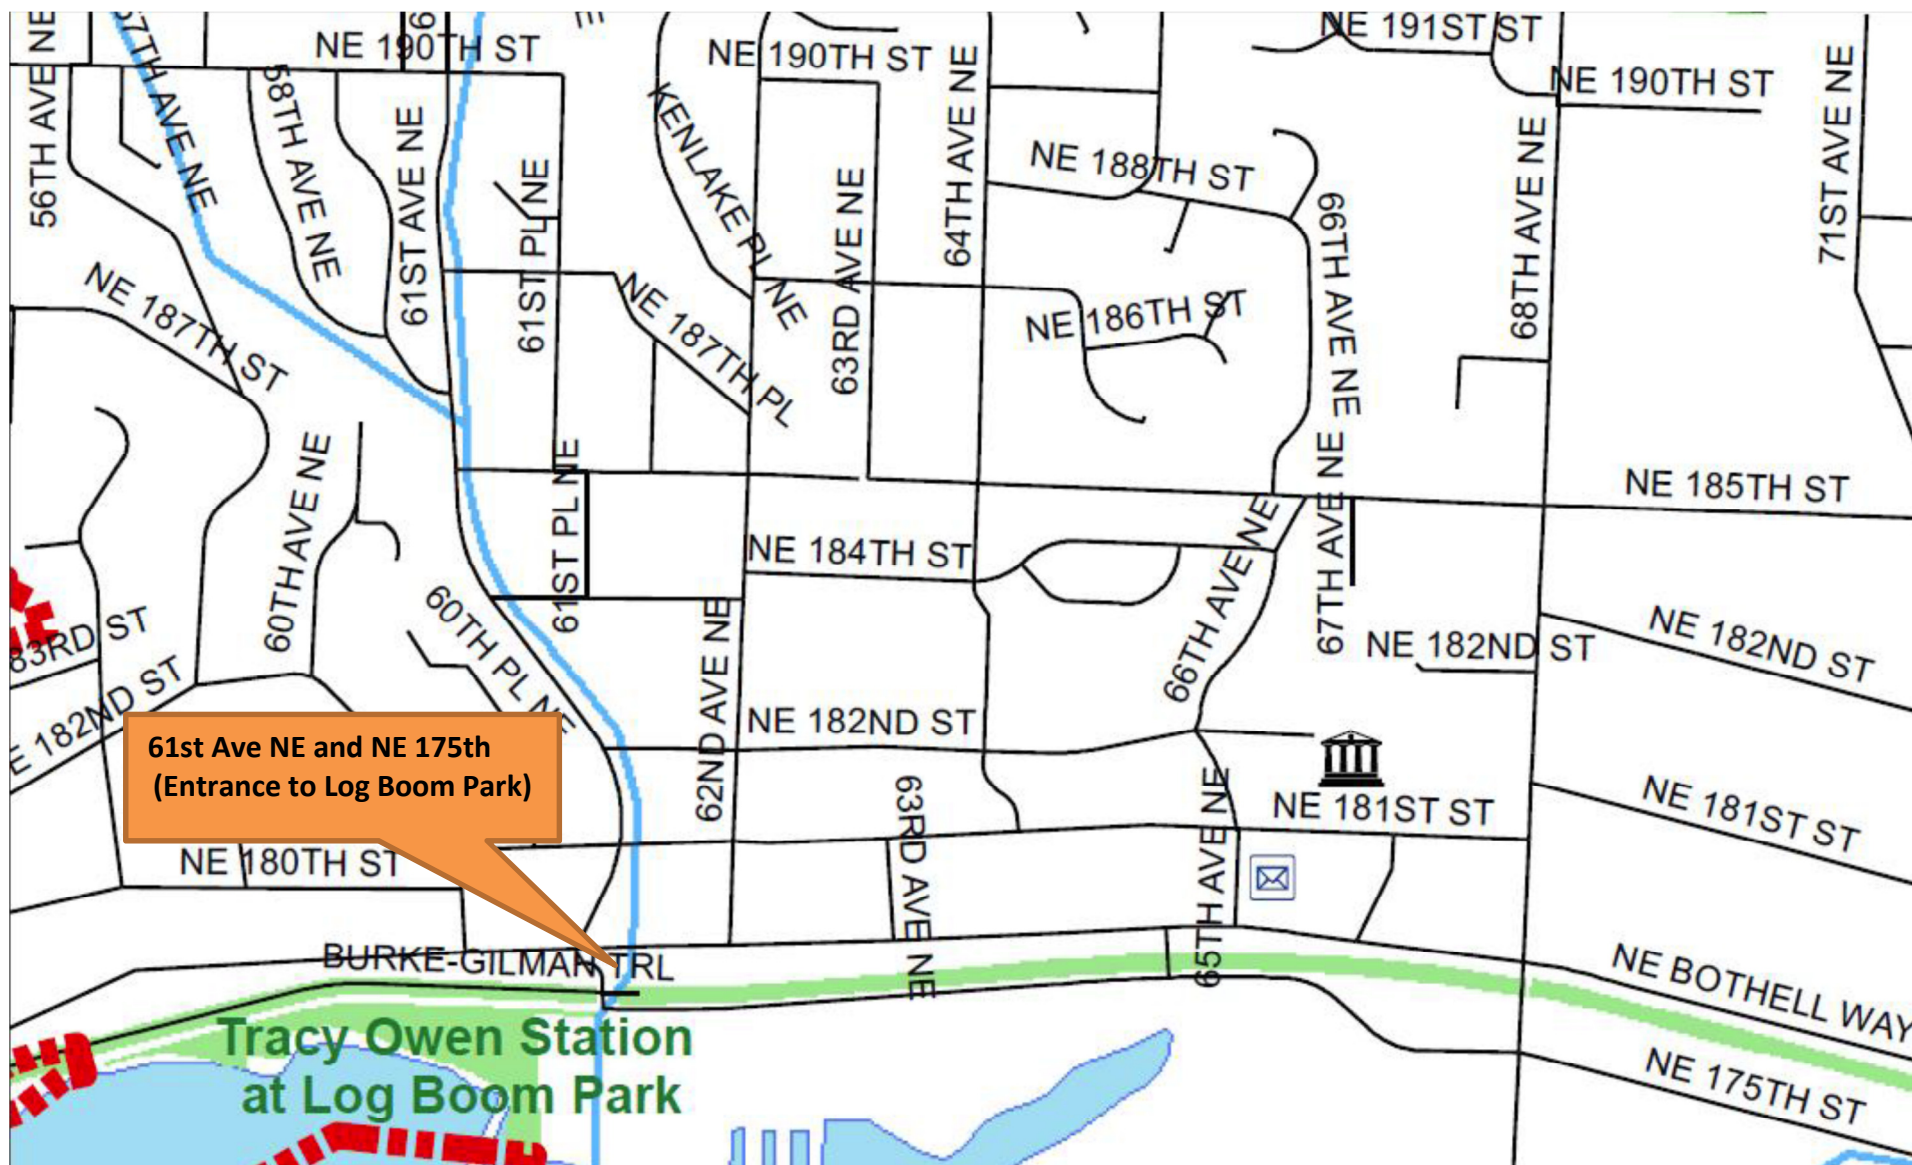 56TH AVE NE
57TH AVE NE
NE 190TH ST
NE 190TH ST
NE 191ST ST
NE 190TH ST
58TH AVE NE
61ST AVE NE
61ST PL NE
KENLAKE PL NE
63RD AVE NE
64TH AVE NE
NE 188TH ST
66TH AVE NE
68TH AVE NE
71ST AVE NE
NE 187TH ST
NE 187TH PL
NE 186TH ST
60TH AVE NE
61ST PL NE
67TH AVE NE
NE 185TH ST
NE 184TH ST
66TH AVE NE
60TH PL NE
83RD ST
E 182ND ST
62ND AVE NE
NE 182ND ST
NE 182ND ST
NE 182ND ST
61st Ave NE and NE 175th
(Entrance to Log Boom Park)
63RD AVE NE
65TH AVE NE
NE 181ST ST
NE 181ST ST
NE 180TH ST
BURKE-GILMAN TRL
NE BOTHELL WAY
NE 175TH ST
Tracy Owen Station
at Log Boom Park